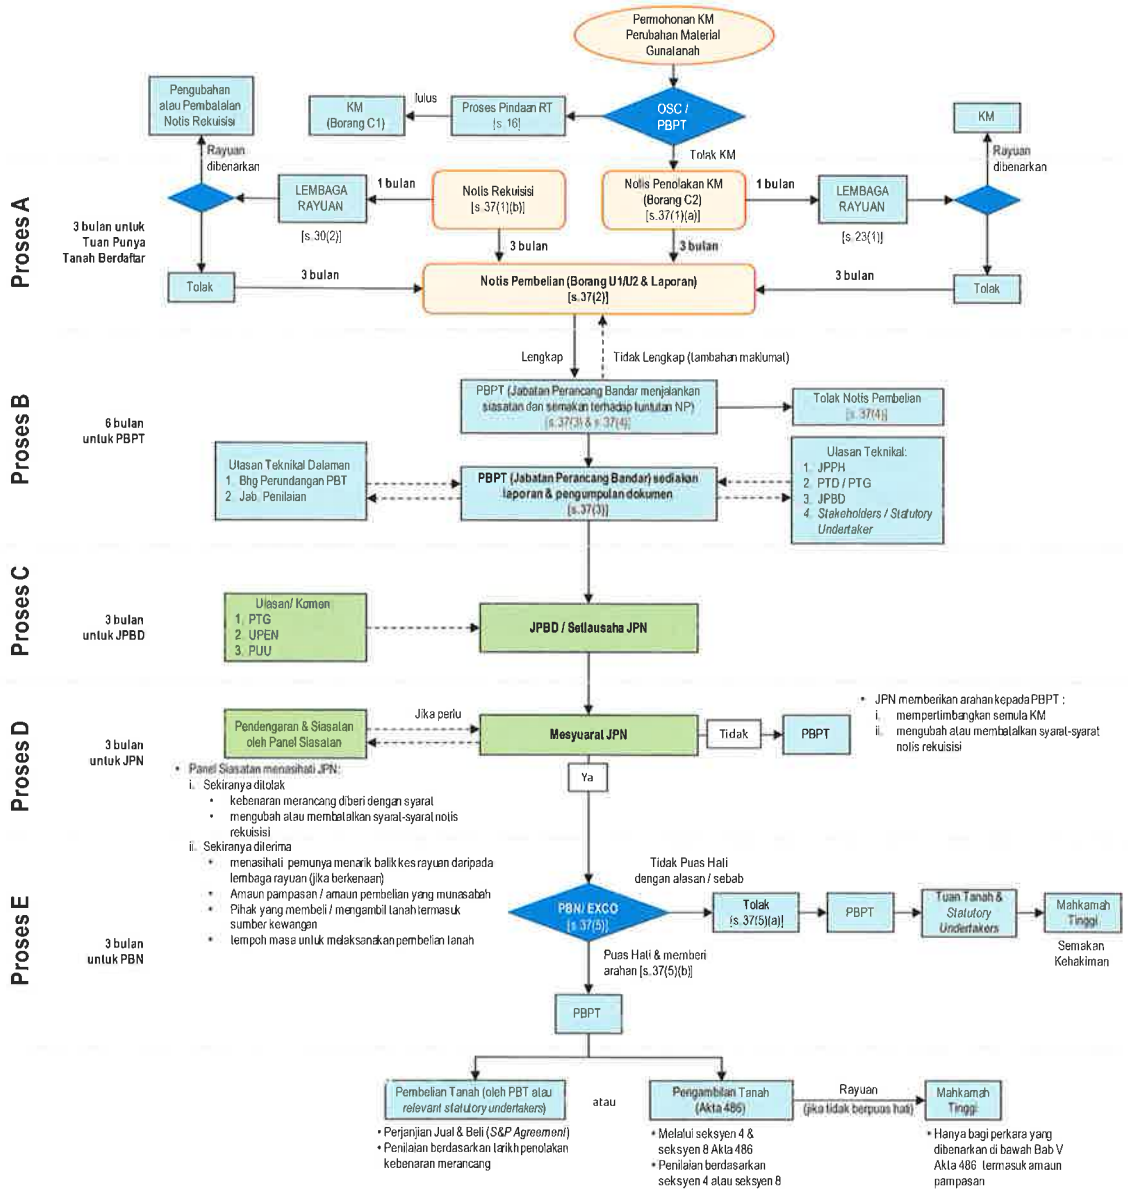 Permohonan KM
Perubahan Material
Gunatanah
Pengubahan
atau Pembatalan
Notis Rekuisisi
KM
(Borang C1)
lulus
Proses Pindaan RT
[s.16]
OSC /
PBPT
KM
Rayuan
dibenarkan
Tolak KM
Rayuan
dibenarkan
Proses A
3 bulan untuk
Tuan Punya
Tanah Berdaftar
LEMBAGA
RAYUAN
[s.30(2)]
1 bulan
Notis Rekuisisi
[s.37(1)(b)]
Notis Penolakan KM
(Borang C2)
[s.37(1)(a)]
1 bulan
LEMBAGA
RAYUAN
[s.23(1)]
3 bulan
3 bulan
Tolak
3 bulan
Notis Pembelian (Borang U1/U2 & Laporan)
[s.37(2)]
3 bulan
Tolak
Lengkap
Tidak Lengkap (tambahan maklumat)
Proses B
6 bulan
untuk PBPT
PBPT (Jabatan Perancang Bandar menjalankan
siasatan dan semakan terhadap tuntutan NP)
[s.37(3) & s.37(4)]
Tolak Notis Pembelian
[s.37(4)]
Ulasan Teknikal Dalaman
1. Bhg Perundangan PBT
2. Jab. Penilaian
PBPT (Jabatan Perancang Bandar) sediakan
laporan & pengumpulan dokumen
[s.37(3)]
Ulasan Teknikal:
1. JPPH
2. PTD / PTG
3. JPBD
4. Stakeholders / Statutory
Undertaker
Proses C
3 bulan
untuk JPBD
Ulasan/ Komen
1. PTG
2. UPEN
3. PUU
JPBD / Setiausaha JPN
Proses D
3 bulan
untuk JPN
Pendengaran & Siasatan
oleh Panel Siasatan
Jika perlu
Mesyuarat JPN
Tidak
PBPT
• JPN memberikan arahan kepada PBPT :
i. mempertimbangkan semula KM
ii. mengubah atau membatalkan syarat-syarat
notis rekuisisi
Ya
• Panel Siasatan menasihati JPN:
i. Sekiranya ditolak
• kebenaran merancang diberi dengan syarat
• mengubah atau membatalkan syarat-syarat notis
rekuisisi
ii. Sekiranya diterima
• menasihati pemunya menarik balik kes rayuan daripada
lembaga rayuan (jika berkenaan)
• Amaun pampasan / amaun pembelian yang munasabah
• Pihak yang membeli / mengambil tanah termasuk
sumber kewangan
• tempoh masa untuk melaksanakan pembelian tanah
Proses E
3 bulan
untuk PBN
PBN/ EXCO
[s.37(5)]
Tidak Puas Hati
dengan alasan / sebab
Tolak
[s.37(5)(a)]
PBPT
Tuan Tanah &
Statutory
Undertakers
Mahkamah
Tinggi
Semakan
Kehakiman
Puas Hati & memberi
arahan [s.37(5)(b)]
PBPT
Pembelian Tanah (oleh PBT atau
relevant statutory undertakers)
• Perjanjian Jual & Beli (S&P Agreement)
• Penilaian berdasarkan tarikh penolakan
kebenaran merancang
atau
Pengambilan Tanah
(Akta 486)
• Melalui seksyen 4 &
seksyen 8 Akta 486
• Penilaian berdasarkan
seksyen 4 atau seksyen 8
Rayuan
(jika tidak berpuas hati)
Mahkamah
Tinggi
• Hanya bagi perkara yang
dibenarkan di bawah Bab V
Akta 486 termasuk amaun
pampasan